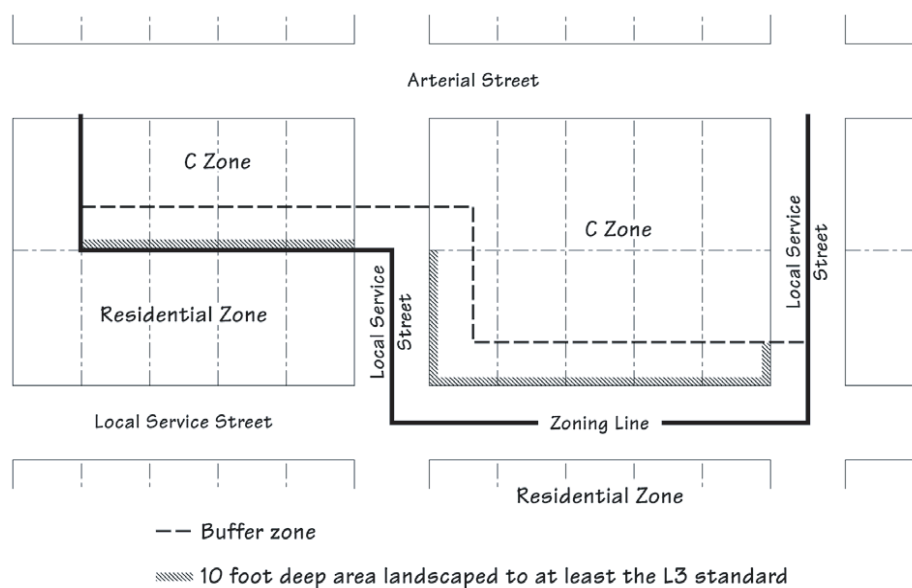 Arterial Street
C Zone
C Zone
Local Service
Street
Residential Zone
Local Service
Street
Local Service Street
Zoning Line
Residential Zone
Buffer zone
10 foot deep area landscaped to at least the L3 standard